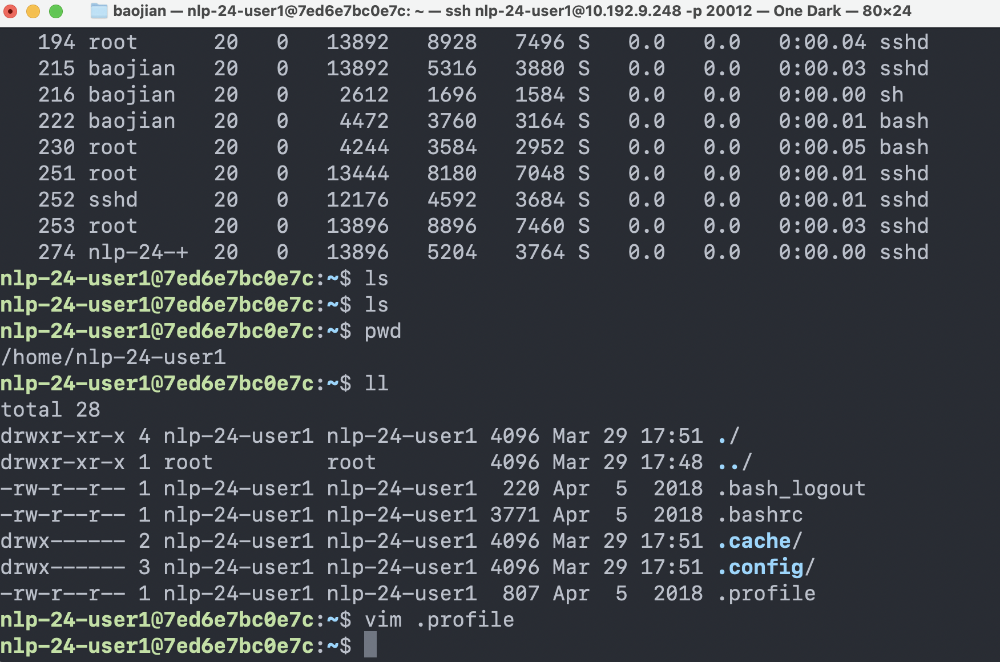 baojian — nlp-24-user1@7ed6e7bc0e7c: ~ — ssh nlp-24-user1@10.192.9.248 -p 20012 — One Dark — 80×24
194 root 20 0 13892 8928 7496 S 0.0 0.0 0:00.04 sshd
215 baojian 20 0 13892 5316 3880 S 0.0 0.0 0:00.03 sshd
216 baojian 20 0 2612 1696 1584 S 0.0 0.0 0:00.00 sh
222 baojian 20 0 4472 3760 3164 S 0.0 0.0 0:00.01 bash
230 root 20 0 4244 3584 2952 S 0.0 0.0 0:00.05 bash
251 root 20 0 13444 8180 7048 S 0.0 0.0 0:00.01 sshd
252 sshd 20 0 12176 4592 3684 S 0.0 0.0 0:00.01 sshd
253 root 20 0 13896 8896 7460 S 0.0 0.0 0:00.03 sshd
274 nlp-24-+ 20 0 13896 5204 3764 S 0.0 0.0 0:00.00 sshd
nlp-24-user1@7ed6e7bc0e7c:~$ ls
nlp-24-user1@7ed6e7bc0e7c:~$ ls
nlp-24-user1@7ed6e7bc0e7c:~$ pwd
/home/nlp-24-user1
nlp-24-user1@7ed6e7bc0e7c:~$ ll
total 28
drwxr-xr-x 4 nlp-24-user1 nlp-24-user1 4096 Mar 29 17:51 ./
drwxr-xr-x 1 root root 4096 Mar 29 17:48 ../
-rw-r--r-- 1 nlp-24-user1 nlp-24-user1 220 Apr 5 2018 .bash_logout
-rw-r--r-- 1 nlp-24-user1 nlp-24-user1 3771 Apr 5 2018 .bashrc
drwx------ 2 nlp-24-user1 nlp-24-user1 4096 Mar 29 17:51 .cache/
drwx------ 3 nlp-24-user1 nlp-24-user1 4096 Mar 29 17:51 .config/
-rw-r--r-- 1 nlp-24-user1 nlp-24-user1 807 Apr 5 2018 .profile
nlp-24-user1@7ed6e7bc0e7c:~$ vim .profile
nlp-24-user1@7ed6e7bc0e7c:~$